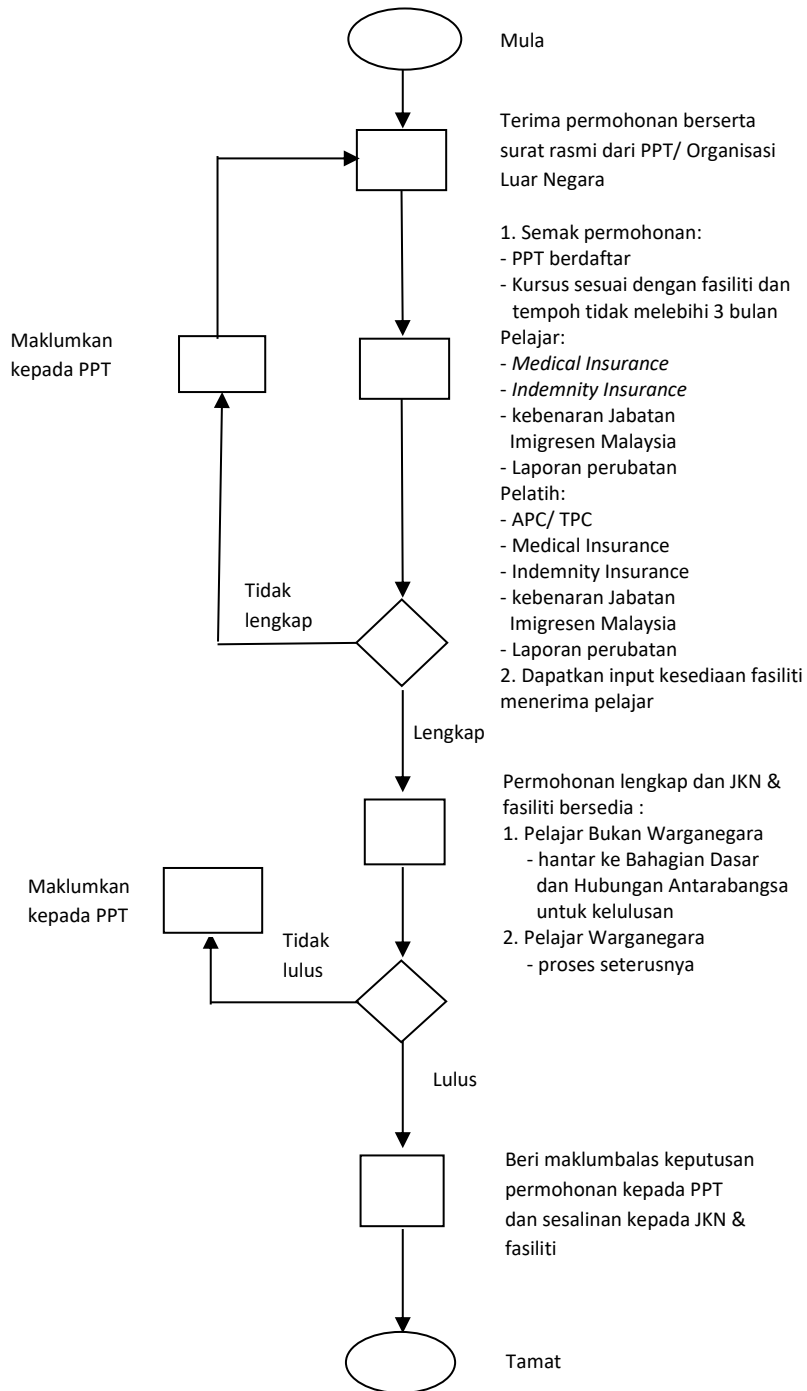 Mula
Terima permohonan berserta
surat rasmi dari PPT/ Organisasi
Luar Negara
1. Semak permohonan:
- PPT berdaftar
- Kursus sesuai dengan fasiliti dan
tempoh tidak melebihi 3 bulan
Pelajar:
- Medical Insurance
- Indemnity Insurance
- kebenaran Jabatan
Imigresen Malaysia
- Laporan perubatan
Pelatih:
- APC/ TPC
- Medical Insurance
- Indemnity Insurance
- kebenaran Jabatan
Imigresen Malaysia
- Laporan perubatan
2. Dapatkan input kesediaan fasiliti
menerima pelajar
Maklumkan
kepada PPT
Tidak
lengkap
Lengkap
Permohonan lengkap dan JKN &
fasiliti bersedia :
1. Pelajar Bukan Warganegara
- hantar ke Bahagian Dasar
dan Hubungan Antarabangsa
untuk kelulusan
2. Pelajar Warganegara
- proses seterusnya
Maklumkan
kepada PPT
Tidak
lulus
Lulus
Beri maklumbalas keputusan
permohonan kepada PPT
dan sesalinan kepada JKN &
fasiliti
Tamat